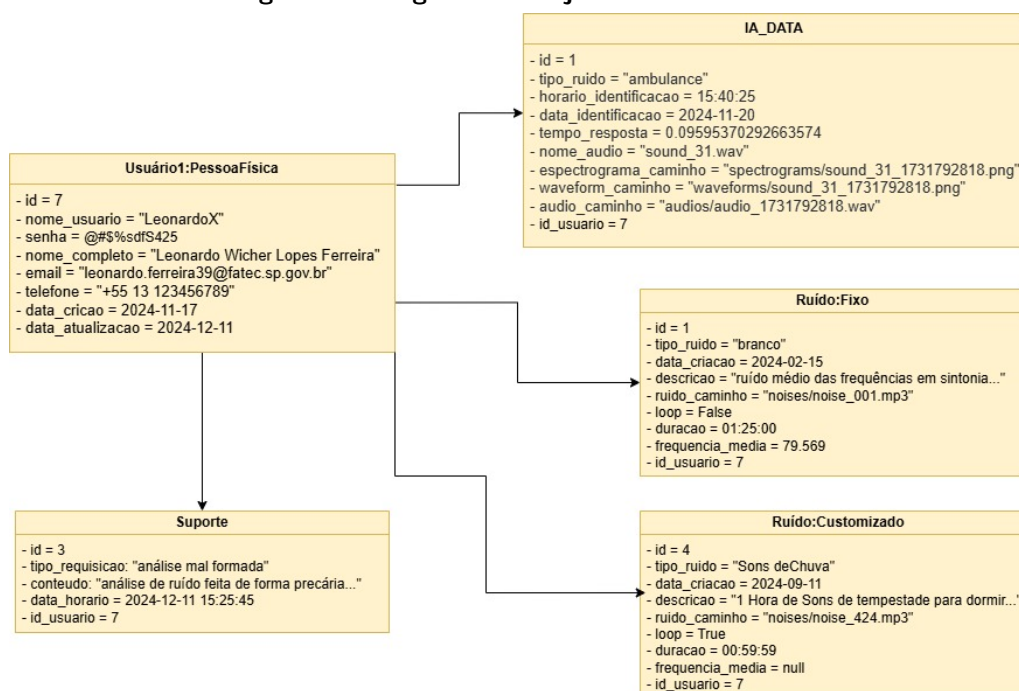 IA_DATA
- id = 1
- tipo_ruido = "ambulance"
- horario_identificacao = 15:40:25
- data_identificacao = 2024-11-20
- tempo_resposta = 0.09595370292663574
- nome_audio = "sound_31.wav"
- espectrograma_caminho = "spectrograms/sound_31_1731792818.png"
- waveform_caminho = "waveforms/sound_31_1731792818.png"
- audio_caminho = "audios/audio_1731792818.wav"
- id_usuario = 7
Usuário1:PessoaFísica
- id = 7
- nome_usuario = "LeonardoX"
- senha = @#$%sdfS425
- nome_completo = "Leonardo Wicher Lopes Ferreira"
- email = "leonardo.ferreira39@fatec.sp.gov.br"
- telefone = "+55 13 123456789"
- data_cricao = 2024-11-17
- data_atualizacao = 2024-12-11
Ruído:Fixo
- id = 1
- tipo_ruido = "branco"
- data_criacao = 2024-02-15
- descricao = "ruído médio das frequências em sintonia..."
- ruido_caminho = "noises/noise_001.mp3"
- loop = False
- duracao = 01:25:00
- frequencia_media = 79.569
- id_usuario = 7
Suporte
- id = 3
- tipo_requisicao: "análise mal formada"
- conteudo: "análise de ruído feita de forma precária..."
- data_horario = 2024-12-11 15:25:45
- id_usuario = 7
Ruído:Customizado
- id = 4
- tipo_ruido = "Sons deChuva"
- data_criacao = 2024-09-11
- descricao = "1 Hora de Sons de tempestade para dormir..."
- ruido_caminho = "noises/noise_424.mp3"
- loop = True
- duracao = 00:59:59
- frequencia_media = null
- id_usuario = 7